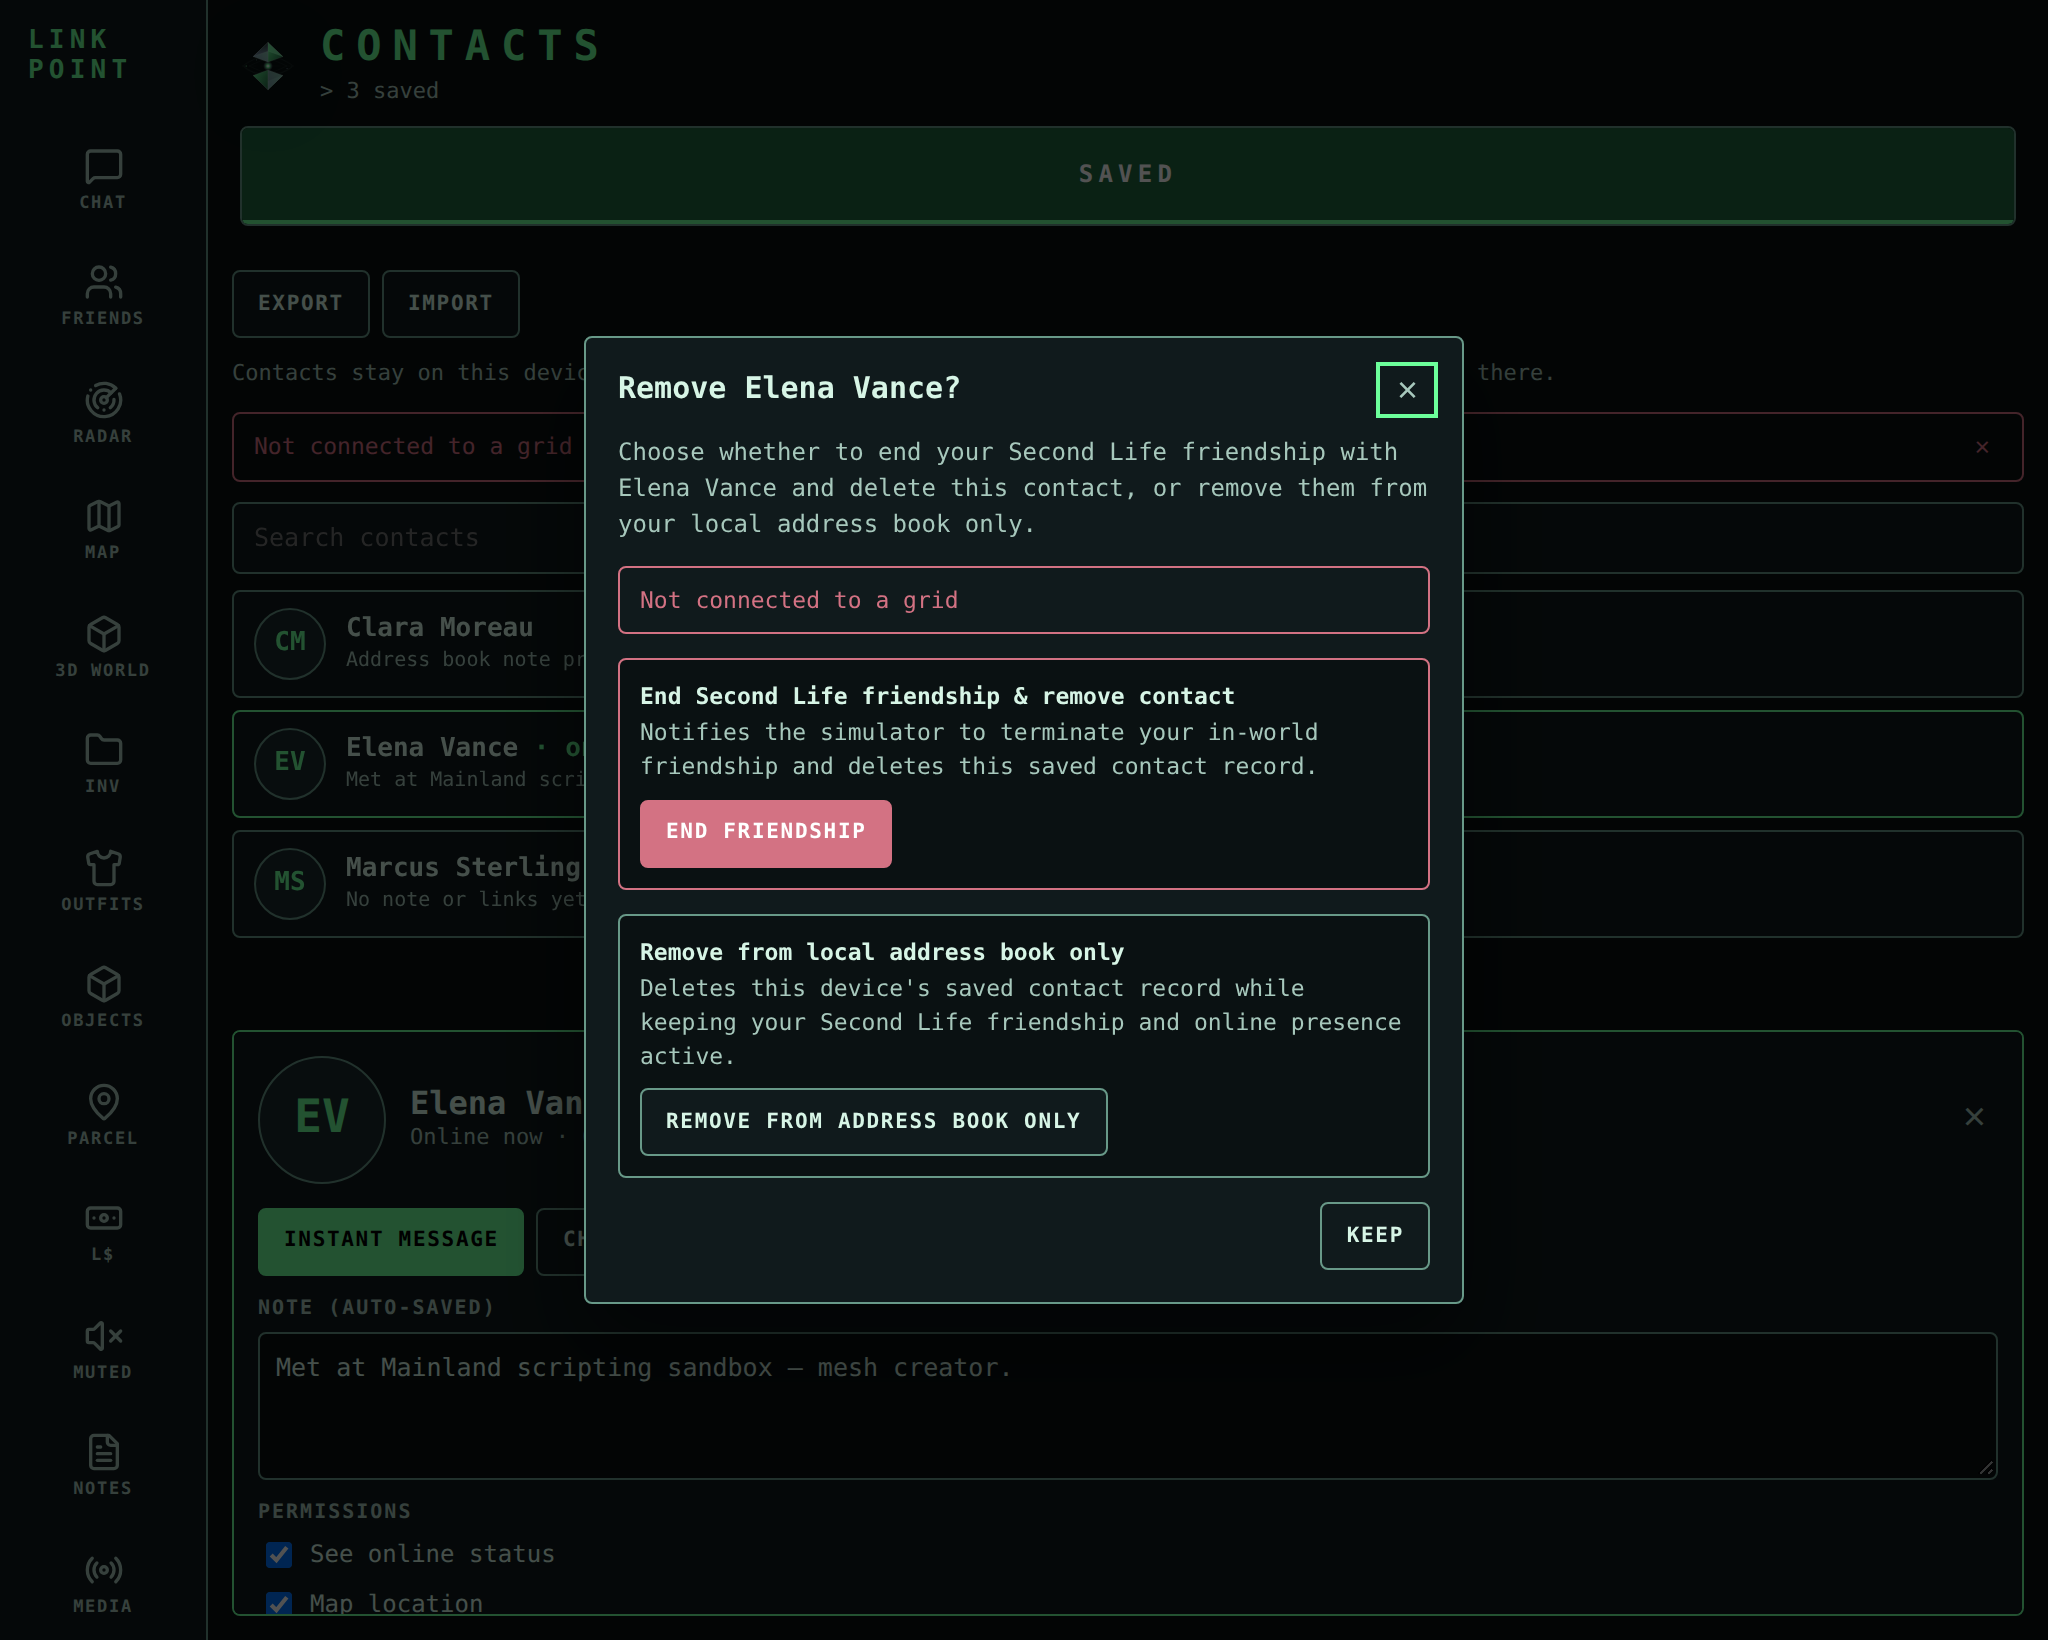 LINK
POINT
CHAT
FRIENDS
RADAR
MAP
3D WORLD
INV
OUTFITS
OBJECTS
PARCEL
L$
MUTED
NOTES
MEDIA
CONTACTS
> 3 saved
SAVED
EXPORT
IMPORT
Contacts stay on this there.
Not connected to a grid
Search contacts
CM
Clara Moreau
Address book note
EV
Elena Vance ·
Met at Mainland
MS
Marcus Sterling
No note or links yet
EV
Elena
Online now ·
INSTANT MESSAGE
NOTE (AUTO-SAVED)
Met at Mainland scripting sandbox — mesh creator.
PERMISSIONS
See online status
Map location
Remove Elena Vance?
Choose whether to end your Second Life friendship with
Elena Vance and delete this contact, or remove them from
your local address book only.
Not connected to a grid
End Second Life friendship & remove contact
Notifies the simulator to terminate your in-world
friendship and deletes this saved contact record.
END FRIENDSHIP
Remove from local address book only
Deletes this device's saved contact record while
keeping your Second Life friendship and online presence
active.
REMOVE FROM ADDRESS BOOK ONLY
KEEP